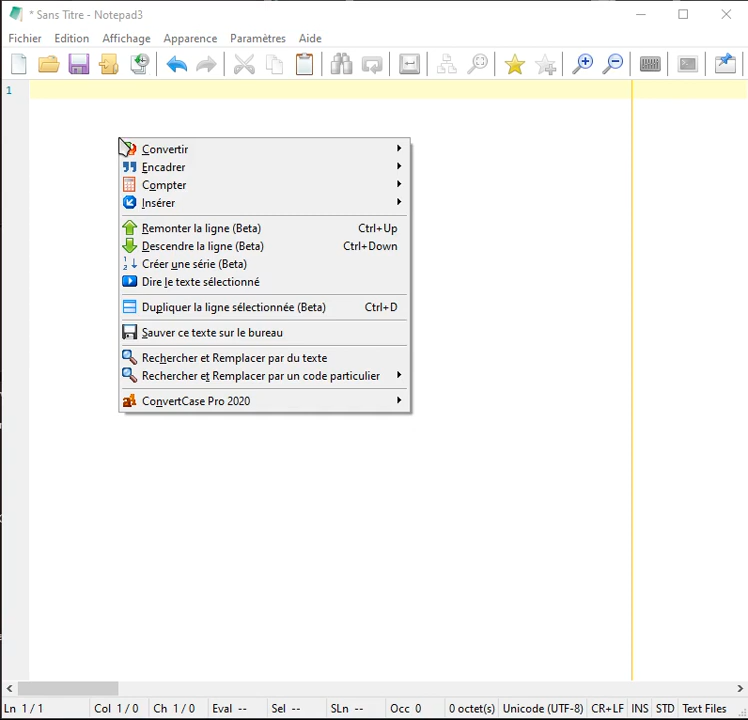 * Sans Titre - Notepad3
Fichier Edition Affichage Apparence Paramètres Aide
1
Convertir
Encadrer
Compter
Insérer
Remonter la ligne (Beta) Ctrl+Up
Descendre la ligne (Beta) Ctrl+Down
Créer une série (Beta)
Dire le texte sélectionné
Dupliquer la ligne sélectionnée (Beta) Ctrl+D
Sauver ce texte sur le bureau
Rechercher et Remplacer par du texte
Rechercher et Remplacer par un code particulier
ConvertCase Pro 2020
Ln 1 / 1 Col 1 / 0 Ch 1 / 0 Eval -- Sel -- SLn -- Occ 0 0 octet(s) Unicode (UTF-8) CR+LF INS STD Text Files